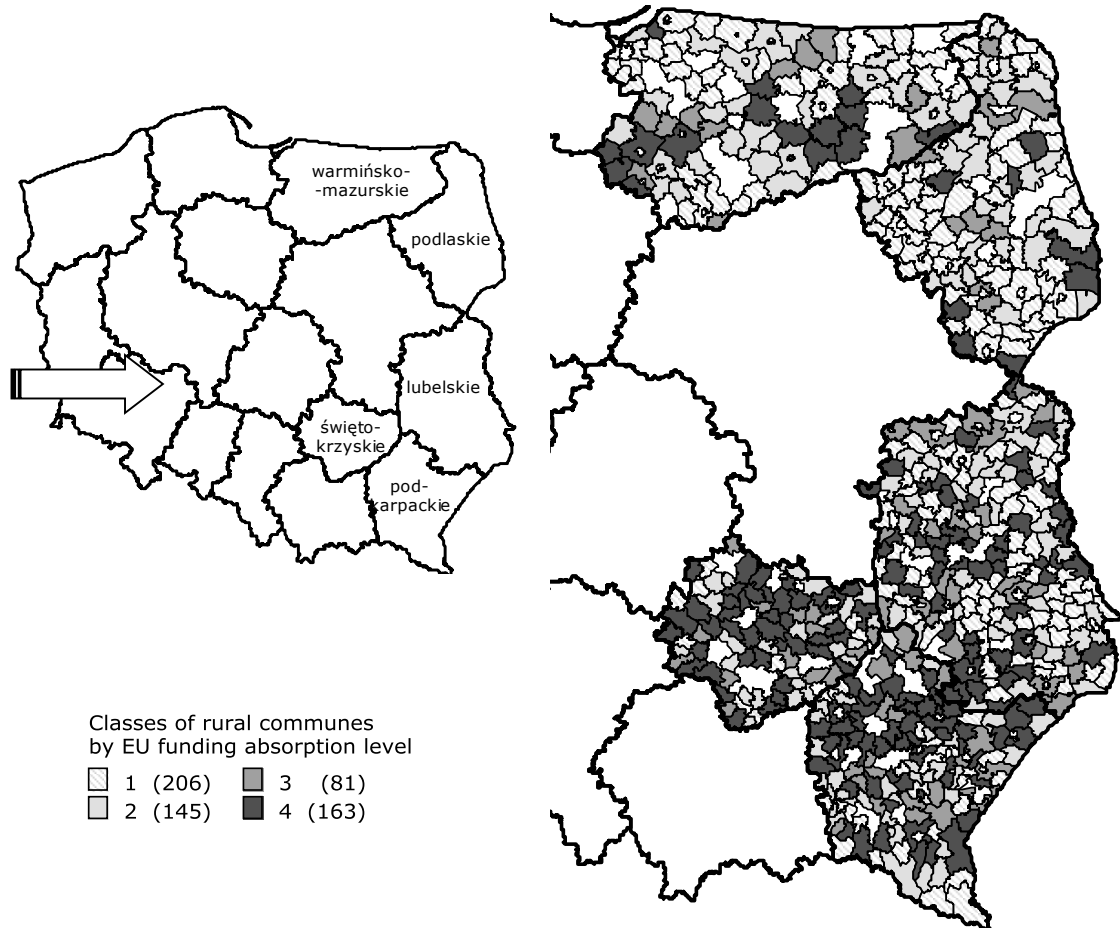 warmińsko-
-mazurskie
podlaskie
lubelskie
święto-
krzyskie
pod-
karpackie
Classes of rural communes
by EU funding absorption level
1 (206)
3 (81)
2 (145)
4 (163)